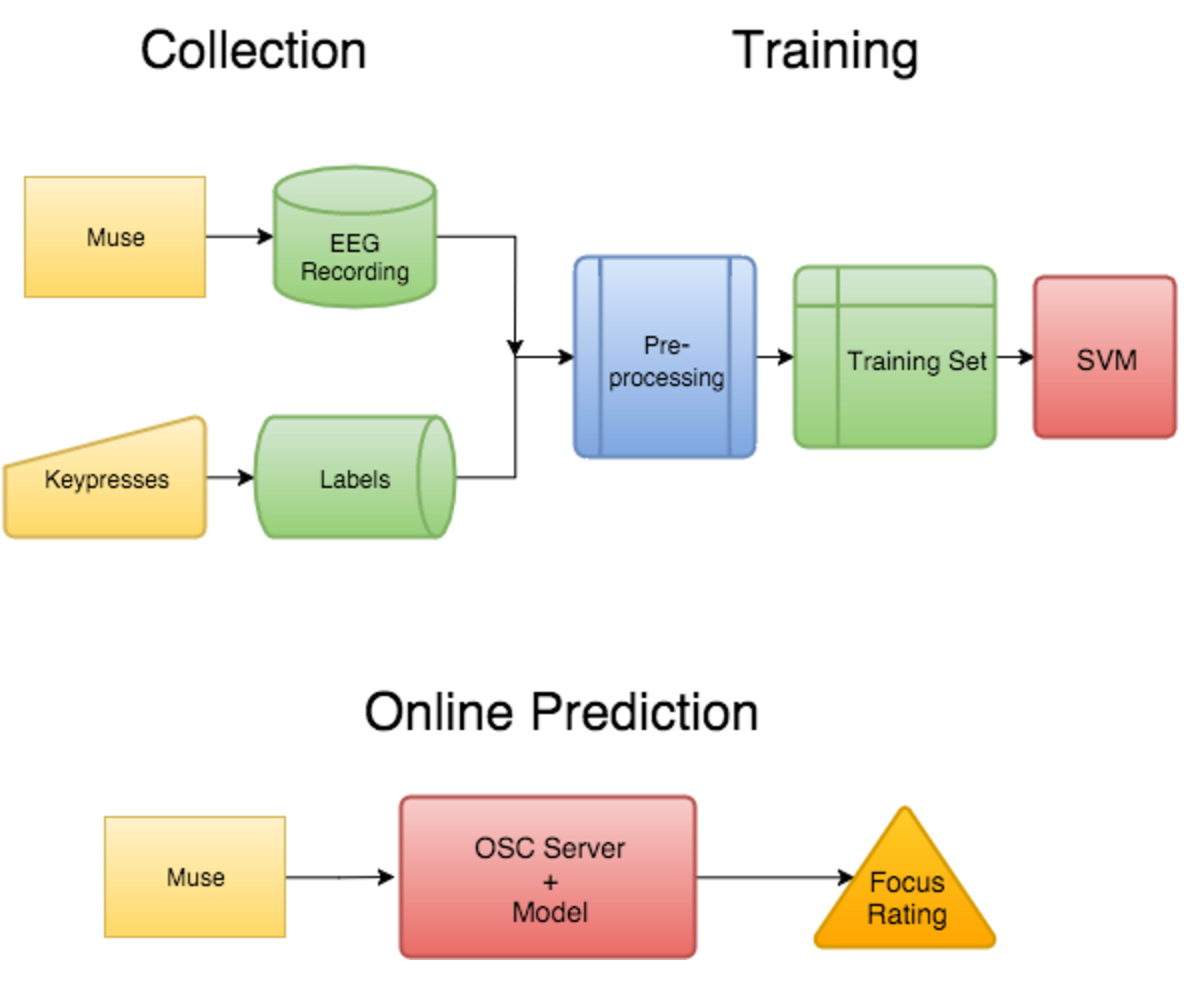 Collection
Training
Muse
EEG
Recording
Pre-
processing
Training Set
SVM
Keypresses
Labels
Online Prediction
Muse
OSC Server
+
Model
Focus
Rating